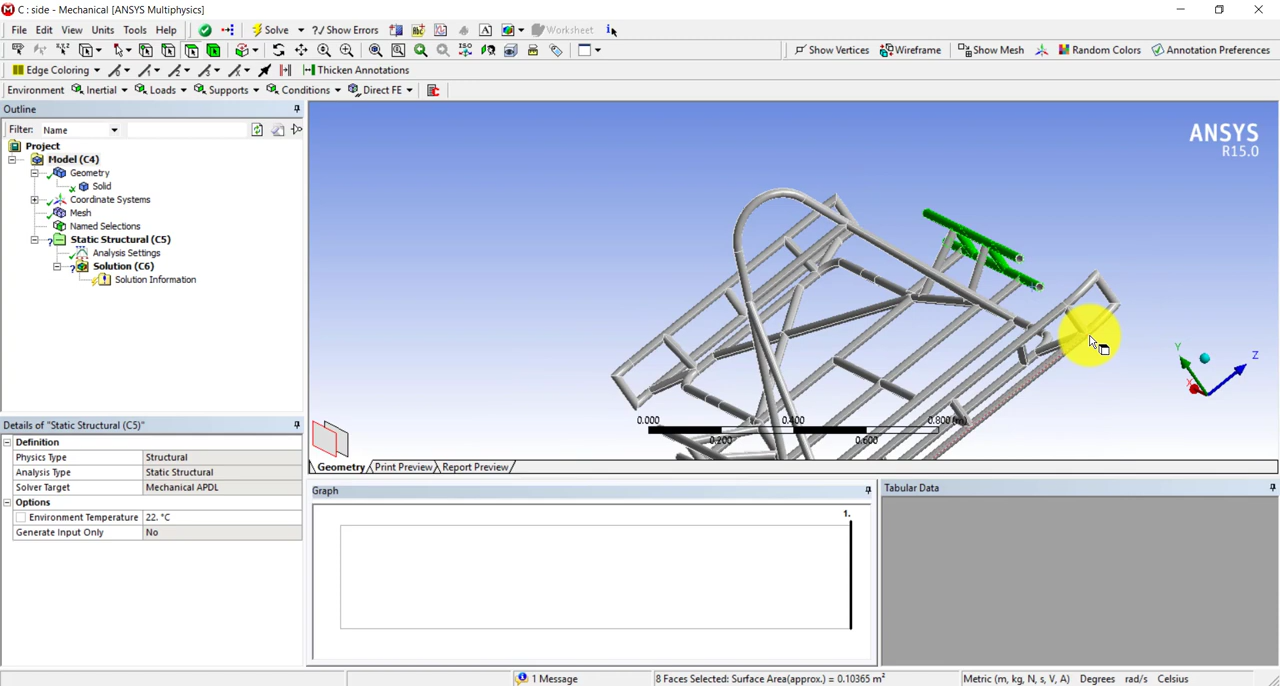 C : side - Mechanical [ANSYS Multiphysics]
File Edit View Units Tools Help Solve ?/ Show Errors Worksheet
Show Vertices Wireframe Show Mesh Random Colors Annotation Preferences
Edge Coloring Thicken Annotations
Environment Inertial Loads Supports Conditions Direct FE
Outline
Filter: Name
Project
Model (C4)
Geometry
Solid
Coordinate Systems
Mesh
Named Selections
Static Structural (C5)
Analysis Settings
Solution (C6)
Solution Information
Details of "Static Structural (C5)"
Definition
Physics Type Structural
Analysis Type Static Structural
Solver Target Mechanical APDL
Options
Environment Temperature 22. °C
Generate Input Only No
ANSYS
R15.0
Y
Z
X
0.000 0.400 0.800 (m)
0.200 0.600
Geometry Print Preview Report Preview
Graph
1.
Tabular Data
1 Message 8 Faces Selected: Surface Area(approx.) = 0.10365 m² Metric (m, kg, N, s, V, A) Degrees rad/s Celsius